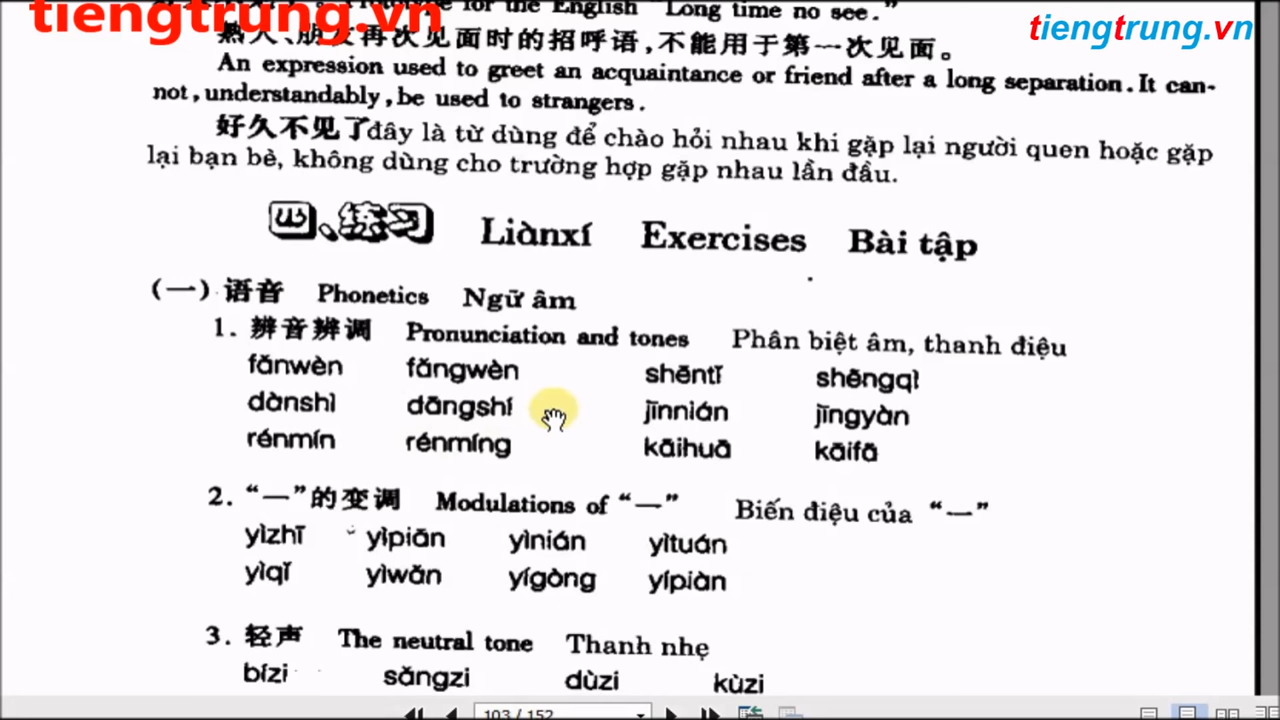 tiengtrung.vn
for the English "Long time no see."
tiengtrung.vn
熟人、朋友再次见面时的招呼语,不能用于第一次见面。
An expression used to greet an acquaintance or friend after a long separation. It can-
not, understandably, be used to strangers.
好久不见了đây là từ dùng để chào hỏi nhau khi gặp lại người quen hoặc gặp
lại bạn bè, không dùng cho trường hợp gặp nhau lần đầu.
四、练习 Liànxí Exercises Bài tập
(一) 语音 Phonetics Ngữ âm
1. 辨音辨调 Pronunciation and tones Phân biệt âm, thanh điệu
fǎnwèn fǎngwèn shēntǐ shēngqì
dànshì dāngshí jīnnián jīngyàn
rénmín rénmíng kāihuā kāifā
2. "一"的变调 Modulations of "一" Biến điệu của "一"
yìzhī yìpiān yìnián yìtuán
yìqǐ yìwǎn yígòng yípiàn
3. 轻声 The neutral tone Thanh nhẹ
bízi sǎngzi dùzi kùzi
103 / 152